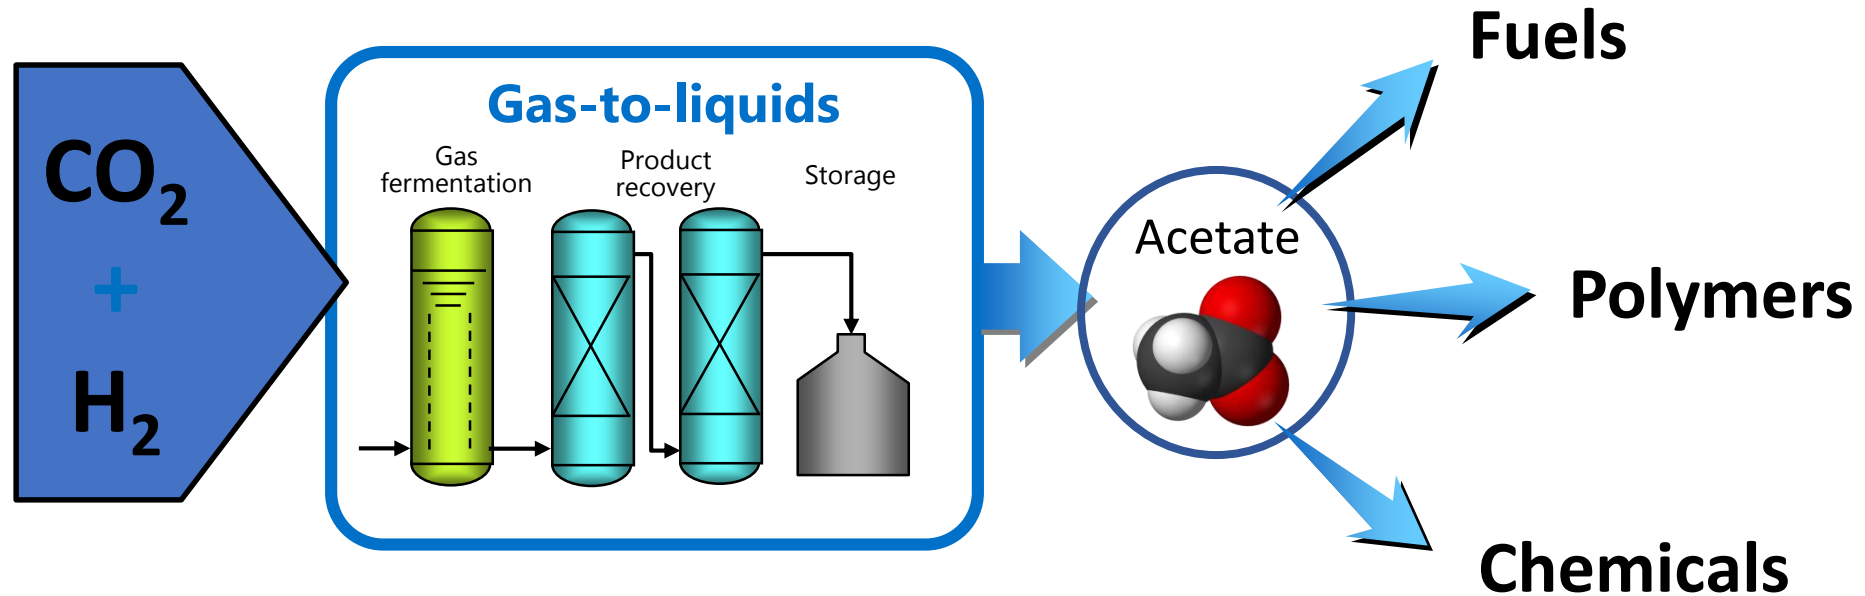 CO₂
+
H₂
Gas-to-liquids
Gas
fermentation
Product
recovery
Storage
Acetate
Fuels
Polymers
Chemicals